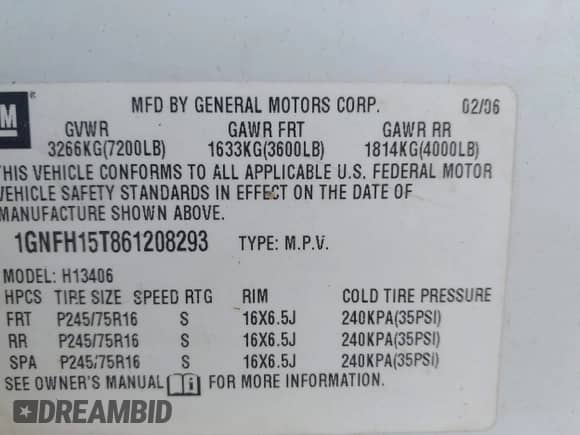 GM ®
MFD BY GENERAL MOTORS CORP. 02/06
GVWR GAWR FRT GAWR RR
3266KG(7200LB) 1633KG(3600LB) 1814KG(4000LB)
THIS VEHICLE CONFORMS TO ALL APPLICABLE U.S. FEDERAL MOTOR
VEHICLE SAFETY STANDARDS IN EFFECT ON THE DATE OF
MANUFACTURE SHOWN ABOVE.
1GNFH15T861208293 TYPE: M.P.V.
MODEL: H13406
HPCS TIRE SIZE SPEED RTG RIM COLD TIRE PRESSURE
FRT P245/75R16 S 16X6.5J 240KPA(35PSI)
RR P245/75R16 S 16X6.5J 240KPA(35PSI)
SPA P245/75R16 S 16X6.5J 240KPA(35PSI)
SEE OWNER'S MANUAL FOR MORE INFORMATION.
DREAMBID